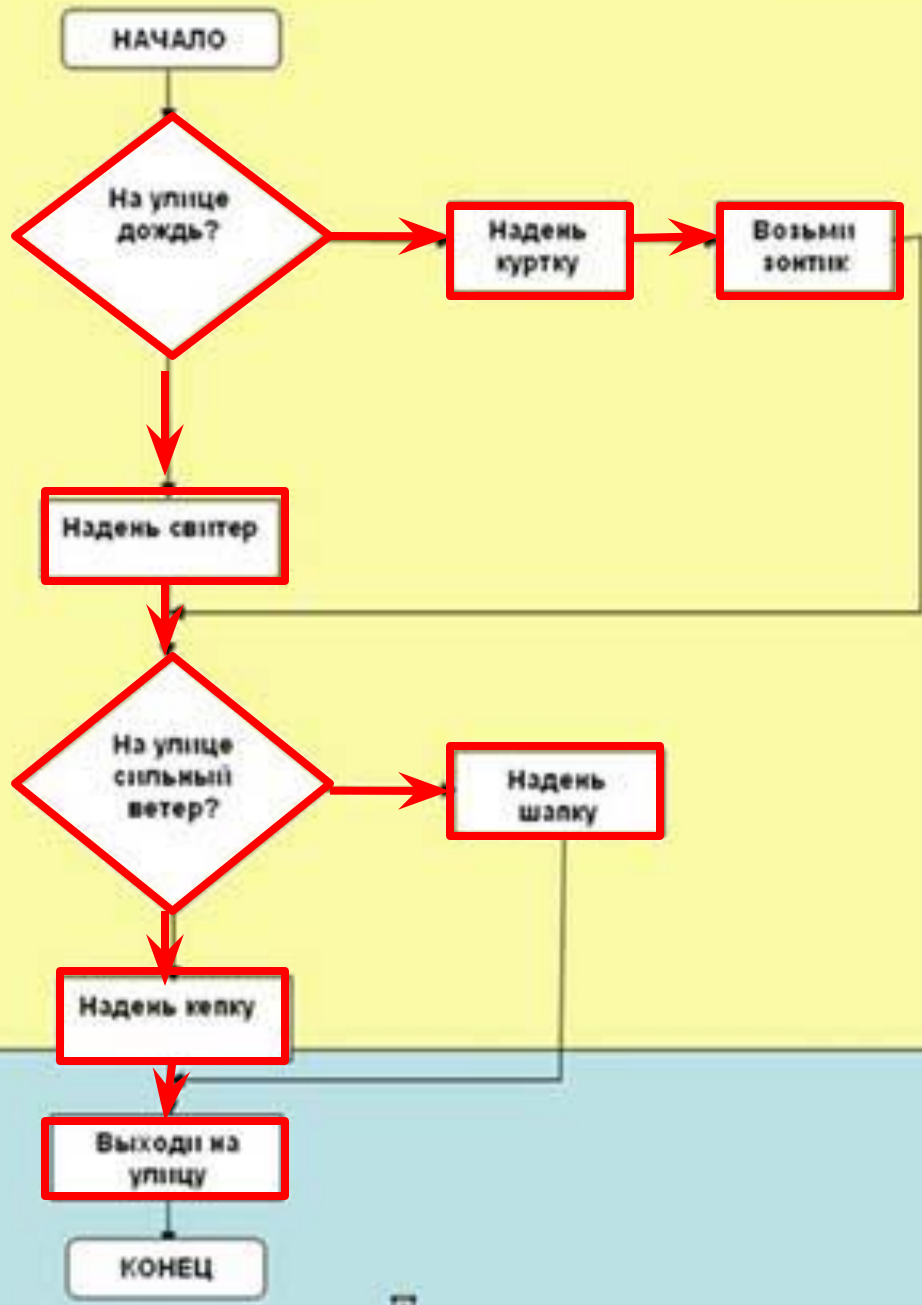 НАЧАЛО
На улице
дождь?
Надень
куртку
Возьми
зонтик
Надень свитер
На улице
сильный
ветер?
Надень
шапку
Надень кепку
Выходи на
улицу
КОНЕЦ